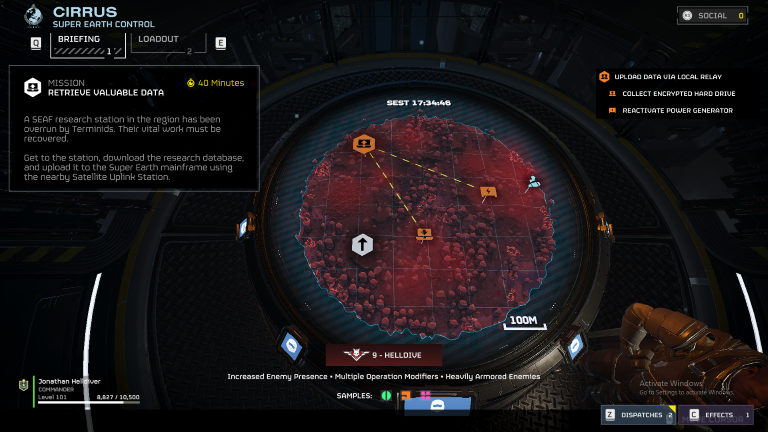 CIRRUS
SUPER EARTH CONTROL
SOCIAL 0
Q BRIEFING 1 LOADOUT 2 E
MISSION 40 Minutes
RETRIEVE VALUABLE DATA
A SEAF research station in the region has been
overrun by Terminids. Their vital work must be
recovered.
Get to the station, download the research database,
and upload it to the Super Earth mainframe using
the nearby Satellite Uplink Station.
UPLOAD DATA VIA LOCAL RELAY
COLLECT ENCRYPTED HARD DRIVE
REACTIVATE POWER GENERATOR
SEST 17:34:46
100M
9 - HELLDIVE
Increased Enemy Presence • Multiple Operation Modifiers • Heavily Armored Enemies
SAMPLES:
Jonathan Helldiver
COMMANDER
Level 101 8,827 / 10,500
Activate Windows
Go to Settings to activate Windows.
Z DISPATCHES 2 C EFFECTS 1